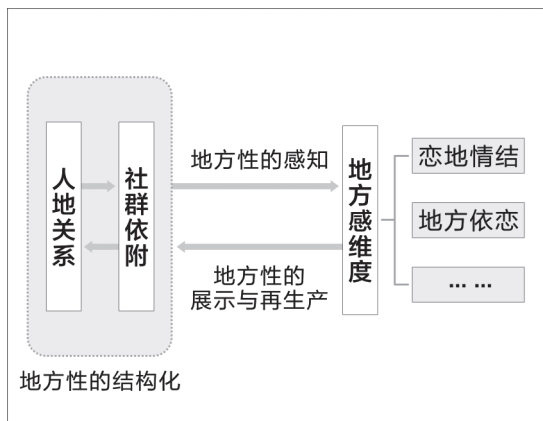 人地关系
社群依附
地方性的感知
地方性的
展示与再生产
地方感维度
恋地情结
地方依恋
... ...
地方性的结构化